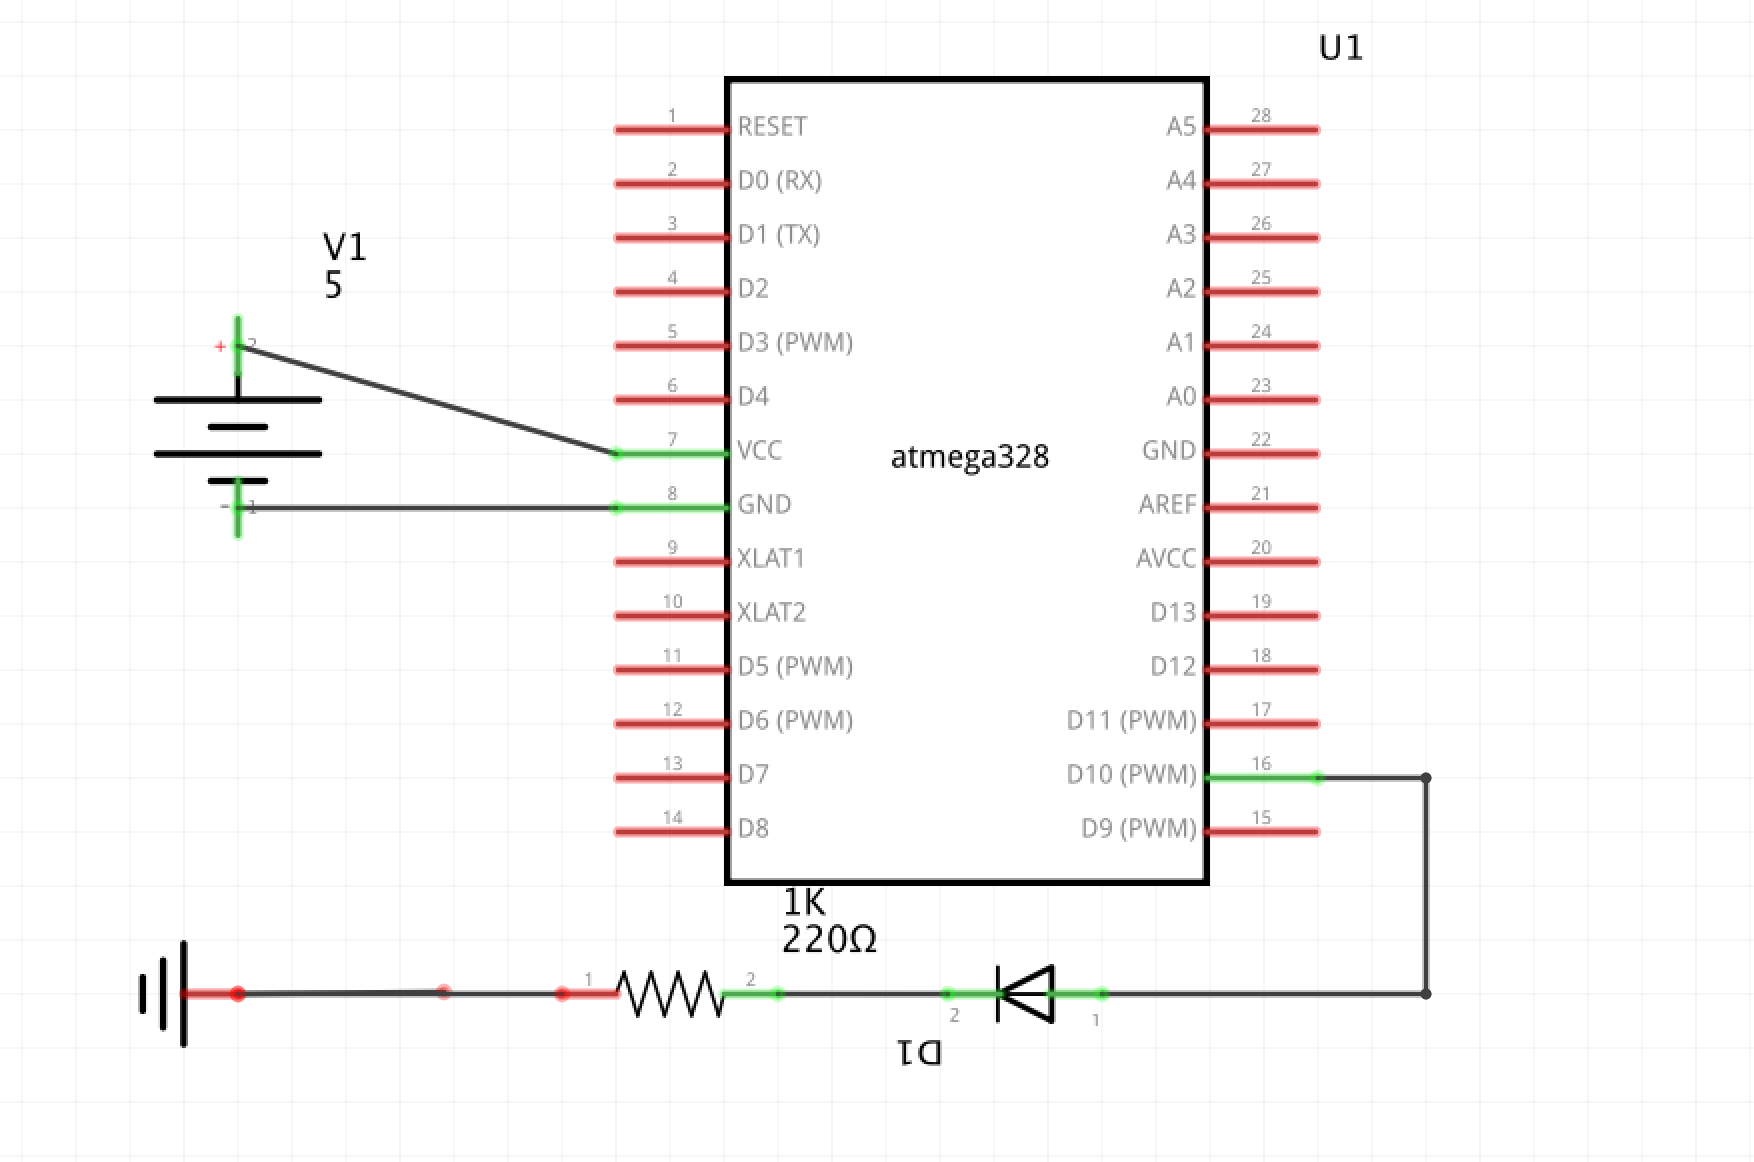 U1
1 RESET A5 28
2 D0 (RX) A4 27
3 D1 (TX) A3 26
V1
5
4 D2 A2 25
+ 2 5 D3 (PWM) A1 24
6 D4 A0 23
7 VCC atmega328 GND 22
- 1 8 GND AREF 21
9 XLAT1 AVCC 20
10 XLAT2 D13 19
11 D5 (PWM) D12 18
12 D6 (PWM) D11 (PWM) 17
13 D7 D10 (PWM) 16
14 D8 D9 (PWM) 15
1K
220Ω
1 2
2 1
D1